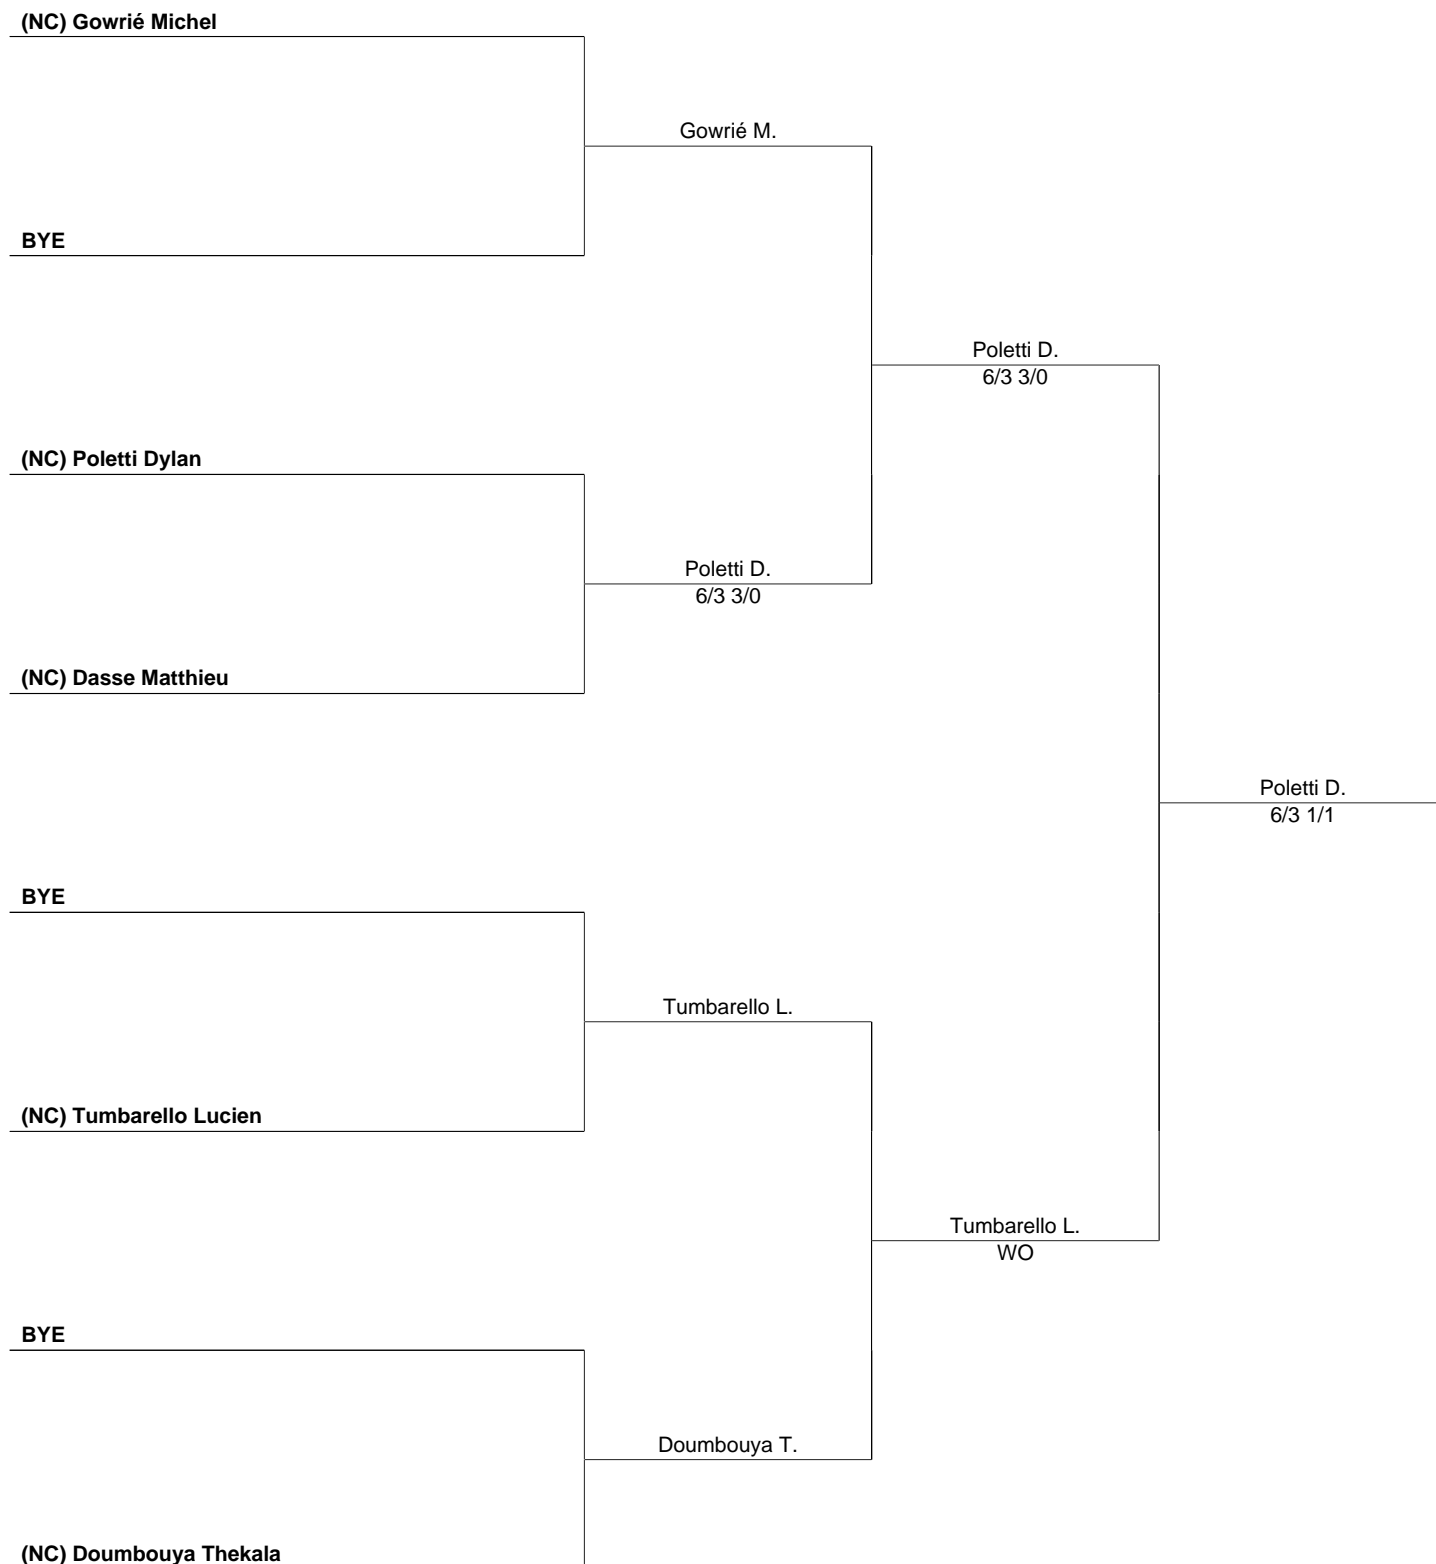 (NC) Gowrié Michel
Gowrié M.
BYE
Poletti D.
6/3 3/0
(NC) Poletti Dylan
Poletti D.
6/3 3/0
(NC) Dasse Matthieu
Poletti D.
6/3 1/1
BYE
Tumbarello L.
(NC) Tumbarello Lucien
Tumbarello L.
WO
BYE
Doumbouya T.
(NC) Doumbouya Thekala